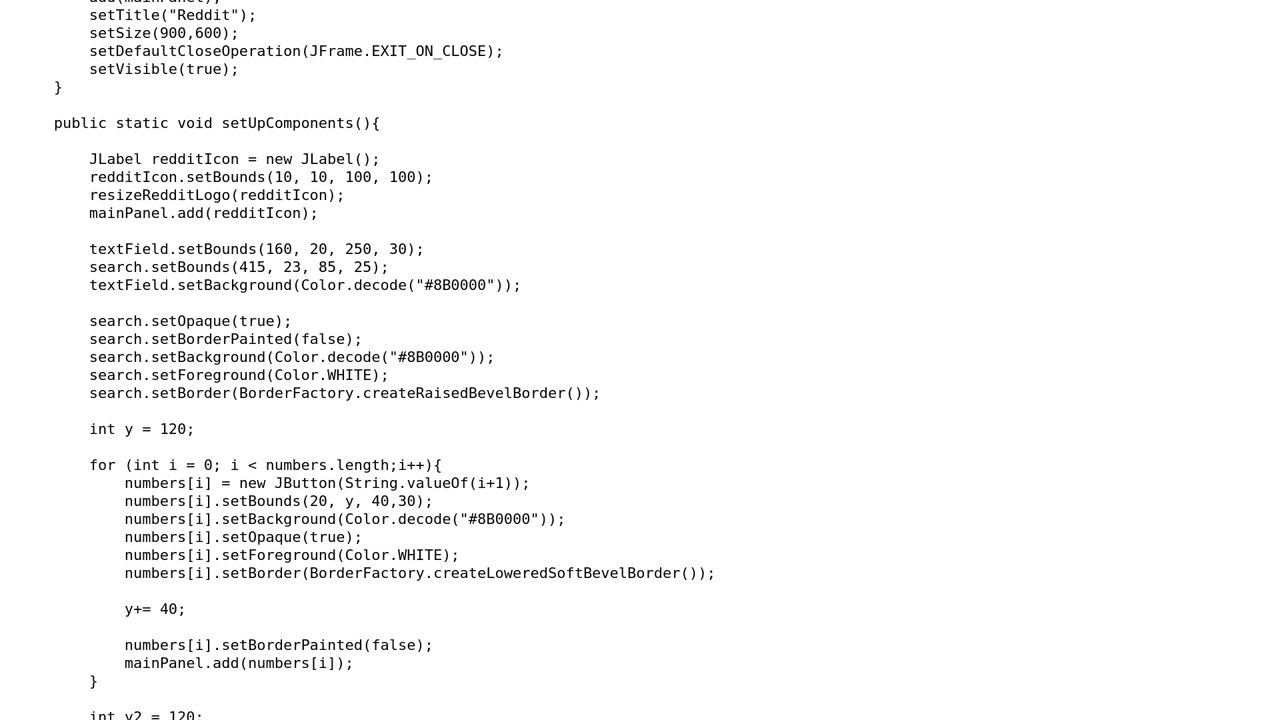 add(mainPanel);
setTitle("Reddit");
setSize(900,600);
setDefaultCloseOperation(JFrame.EXIT_ON_CLOSE);
setVisible(true);
}
public static void setUpComponents(){
JLabel redditIcon = new JLabel();
redditIcon.setBounds(10, 10, 100, 100);
resizeRedditLogo(redditIcon);
mainPanel.add(redditIcon);
textField.setBounds(160, 20, 250, 30);
search.setBounds(415, 23, 85, 25);
textField.setBackground(Color.decode("#8B0000"));
search.setOpaque(true);
search.setBorderPainted(false);
search.setBackground(Color.decode("#8B0000"));
search.setForeground(Color.WHITE);
search.setBorder(BorderFactory.createRaisedBevelBorder());
int y = 120;
for (int i = 0; i < numbers.length;i++){
numbers[i] = new JButton(String.valueOf(i+1));
numbers[i].setBounds(20, y, 40,30);
numbers[i].setBackground(Color.decode("#8B0000"));
numbers[i].setOpaque(true);
numbers[i].setForeground(Color.WHITE);
numbers[i].setBorder(BorderFactory.createLoweredSoftBevelBorder());
y+= 40;
numbers[i].setBorderPainted(false);
mainPanel.add(numbers[i]);
}
int y2 = 120;